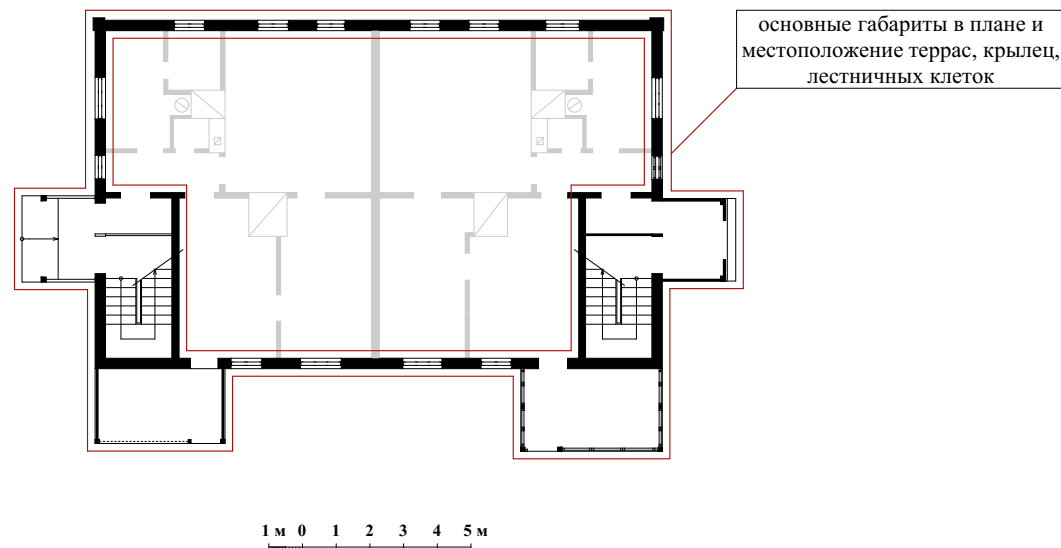 основные габариты в плане и
местоположение террас, крылец,
лестничных клеток
1 м 0 1 2 3 4 5 м